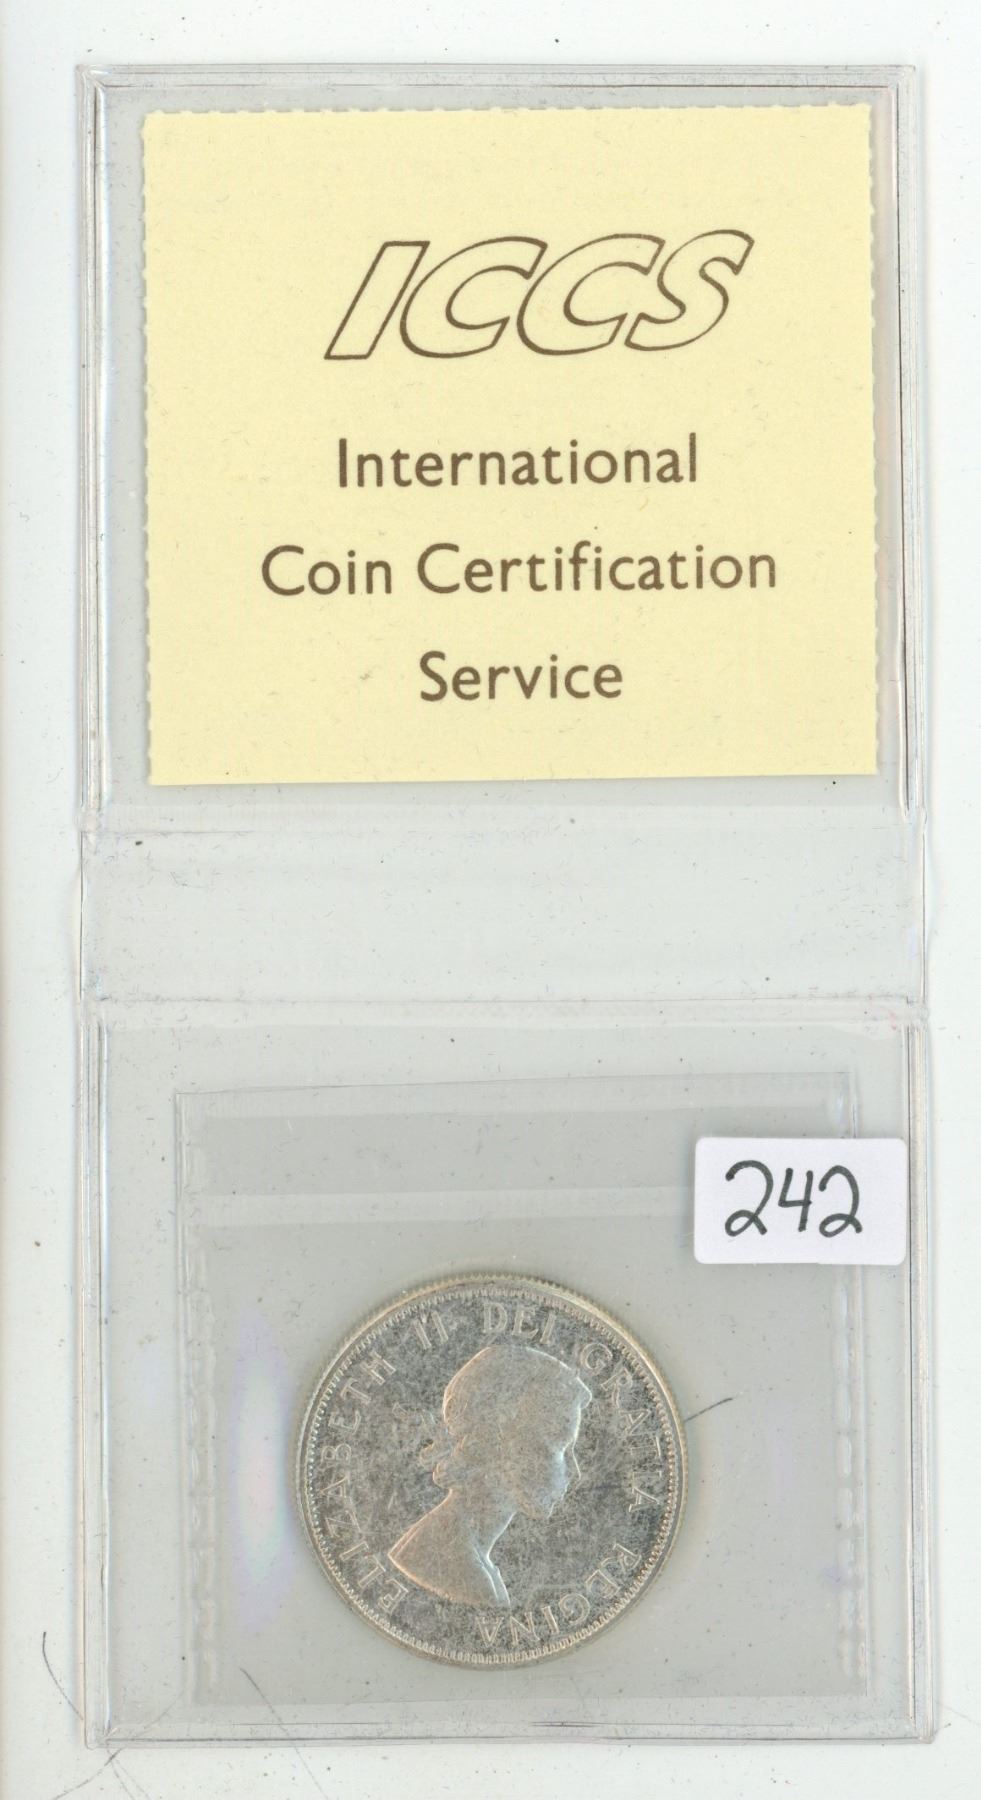 ICCS
International
Coin Certification
Service
242
ELIZABETH II DEI GRATIA REGINA